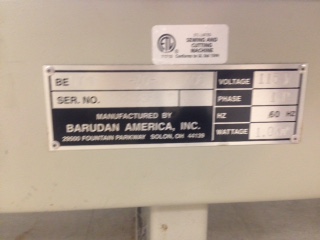 SEWING AND
CUTTING
MACHINE
BE
VOLTAGE
SER. NO.
PHASE
MANUFACTURED BY
HZ 60 HZ
BARUDAN AMERICA, INC.
WATTAGE
29500 FOUNTAIN PARKWAY SOLON, OH 44139